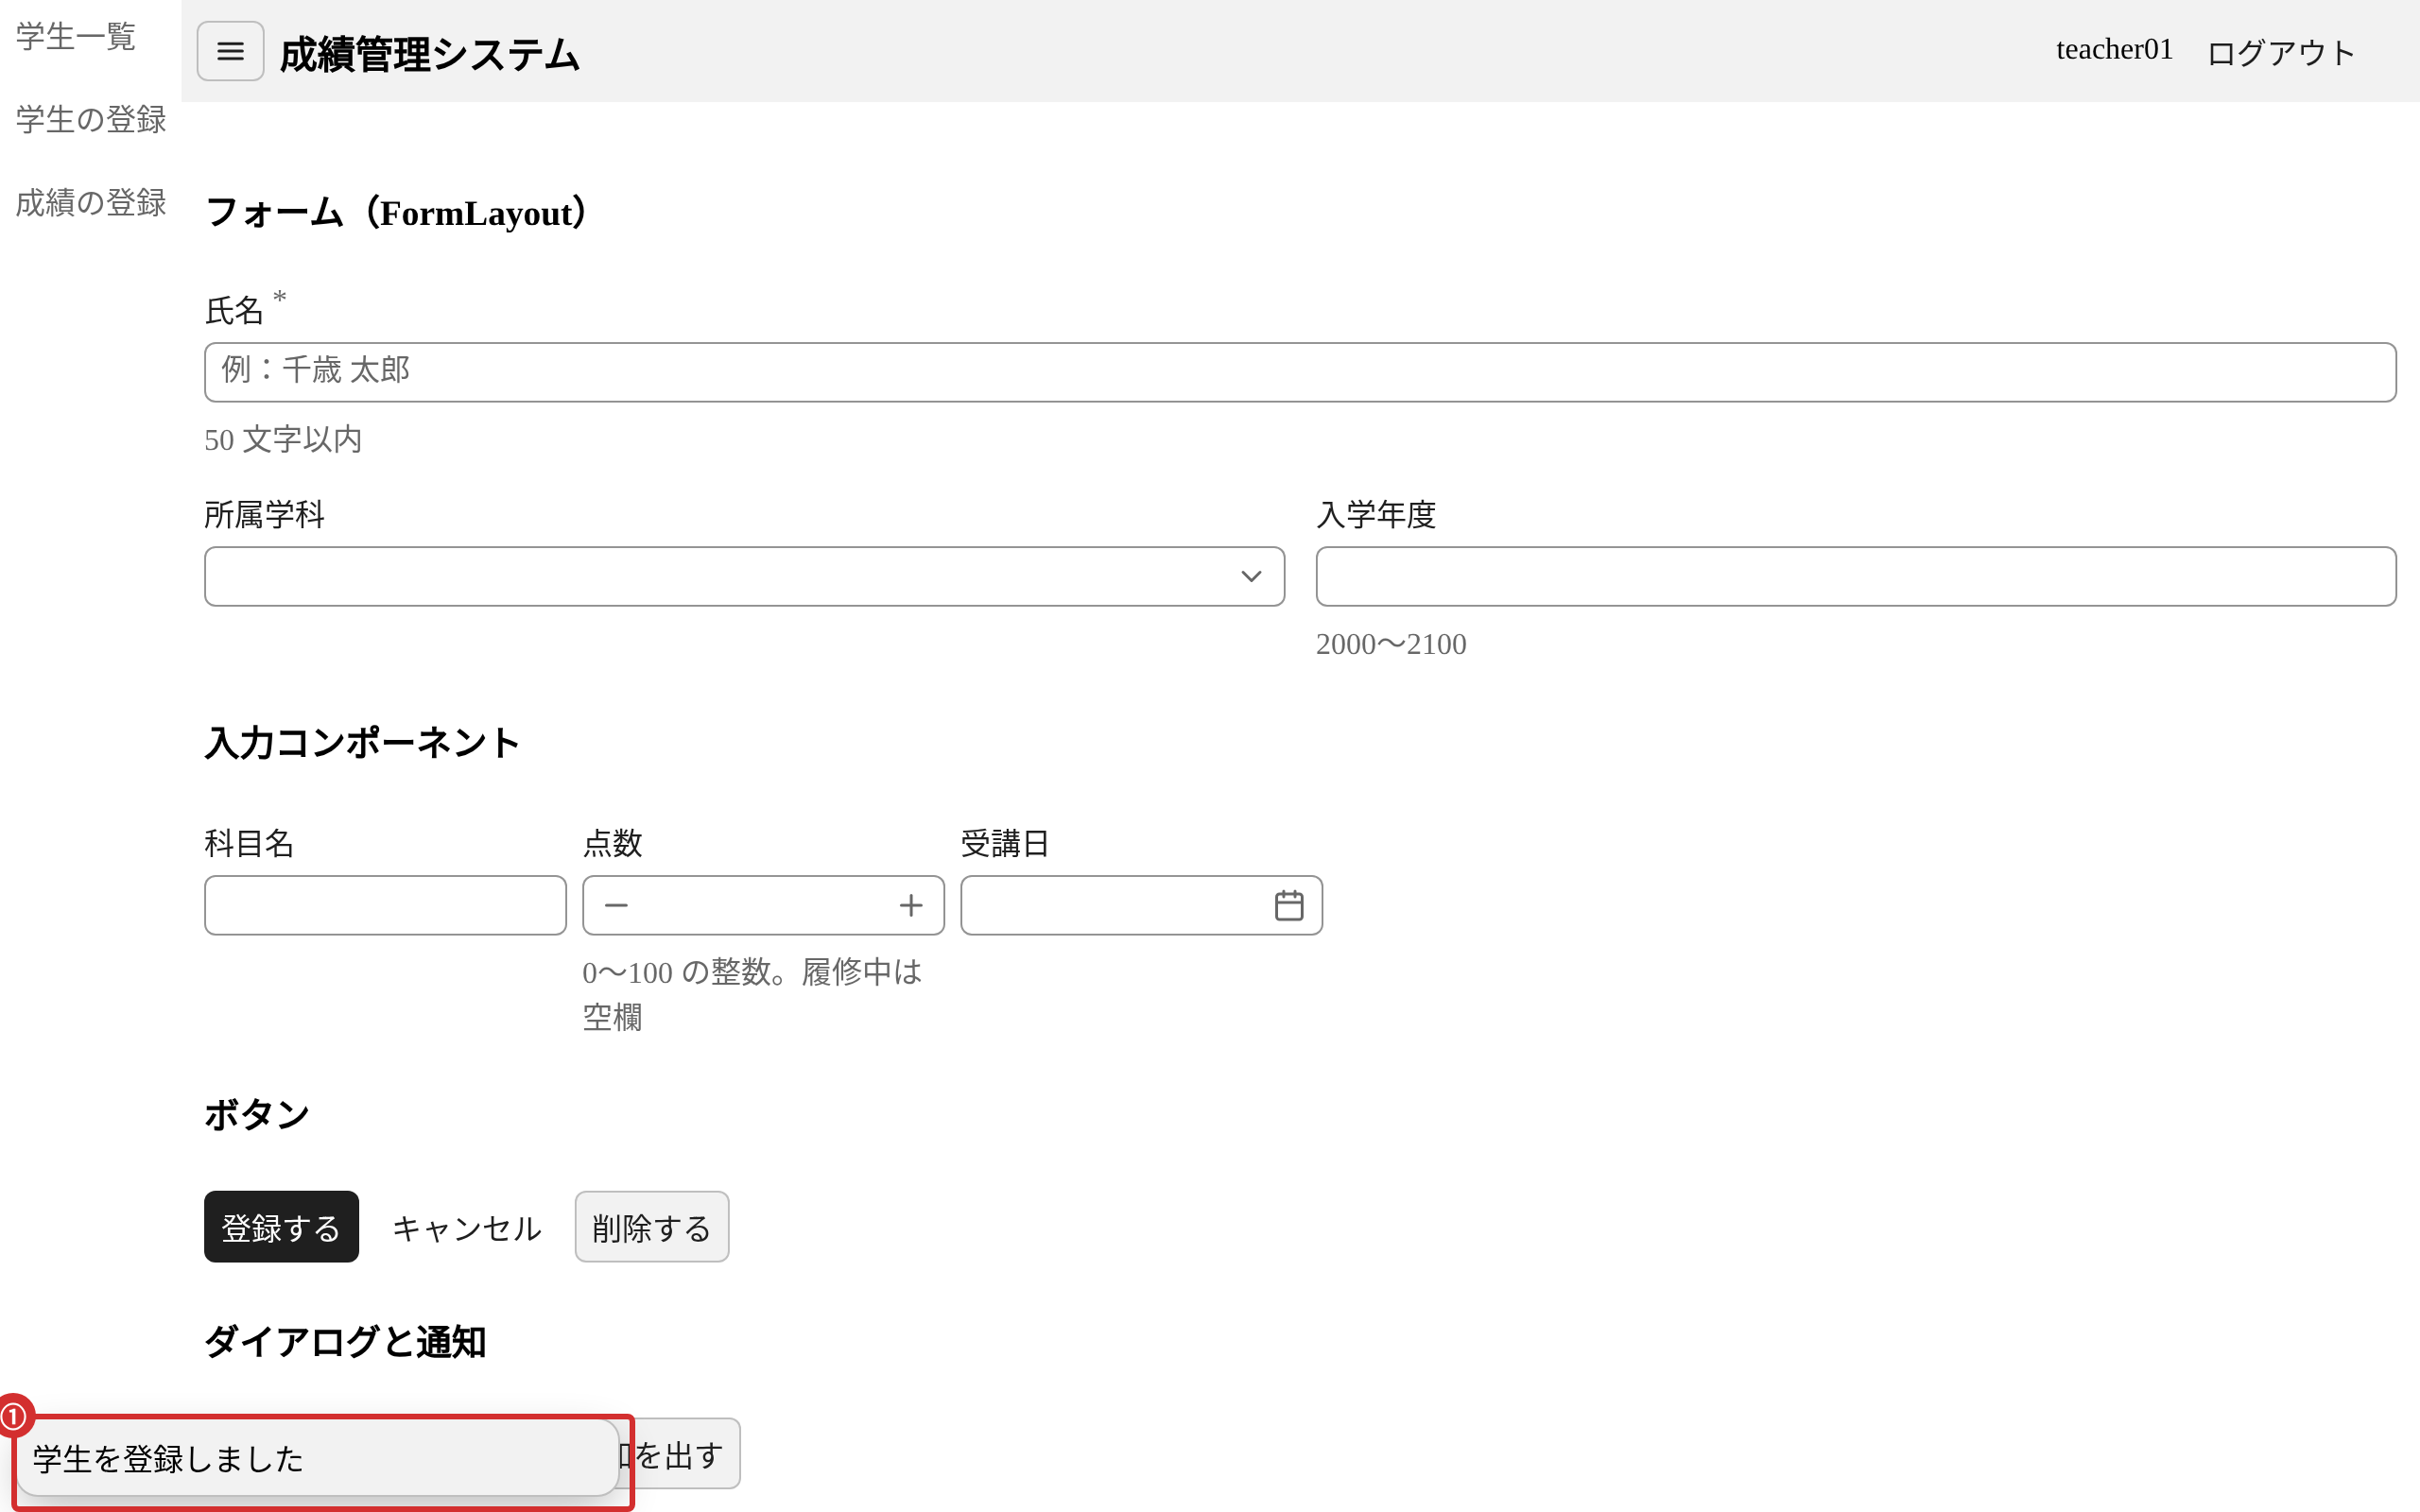 学生一覧
学生の登録
成績の登録
成績管理システム
teacher01
ログアウト
フォーム（FormLayout）
氏名 *
例：千歳 太郎
50 文字以内
所属学科
入学年度
2000〜2100
入力コンポーネント
科目名
点数
受講日
0〜100 の整数。履修中は
空欄
ボタン
登録する
キャンセル
削除する
ダイアログと通知
①
学生を登録しました
を出す